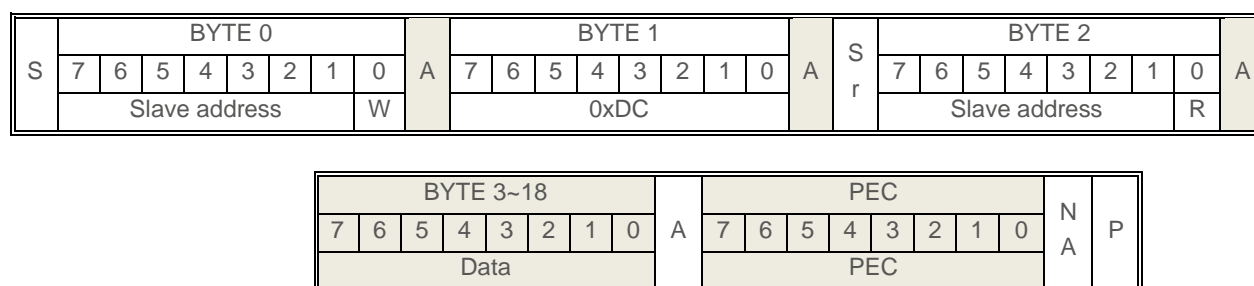 BYTE 0 BYTE 1 BYTE 2
S 7 6 5 4 3 2 1 0 A 7 6 5 4 3 2 1 0 A S r 7 6 5 4 3 2 1 0 A
Slave address W 0xDC Slave address R
BYTE 3~18 PEC
7 6 5 4 3 2 1 0 A 7 6 5 4 3 2 1 0 N A P
Data PEC